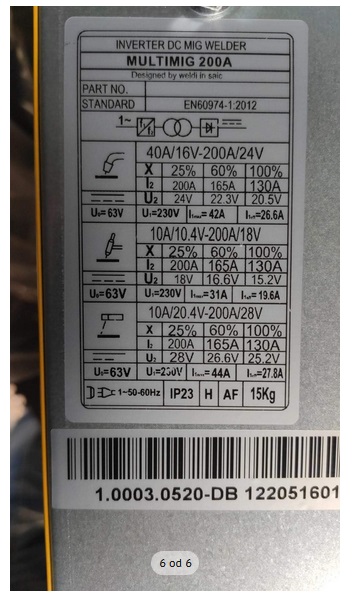 INVERTER DC MIG WELDER
MULTIMIG 200A
Designed by weldi in saic
PART NO.
STANDARD EN60974-1:2012
1~
40A/16V-200A/24V
X 25% 60% 100%
I2 200A 165A 130A
U2 24V 22.3V 20.5V
U0=63V U1=230V I1max=42A I1eff=26.6A
10A/10.4V-200A/18V
X 25% 60% 100%
I2 200A 165A 130A
U2 18V 16.6V 15.2V
U0=63V U1=230V I1max=31A I1eff=19.6A
10A/20.4V-200A/28V
X 25% 60% 100%
I2 200A 165A 130A
U2 28V 26.6V 25.2V
U0=63V U1=230V I1max=44A I1eff=27.8A
1~50-60Hz IP23 H AF 15Kg
1.0003.0520-DB 122051601
6 od 6